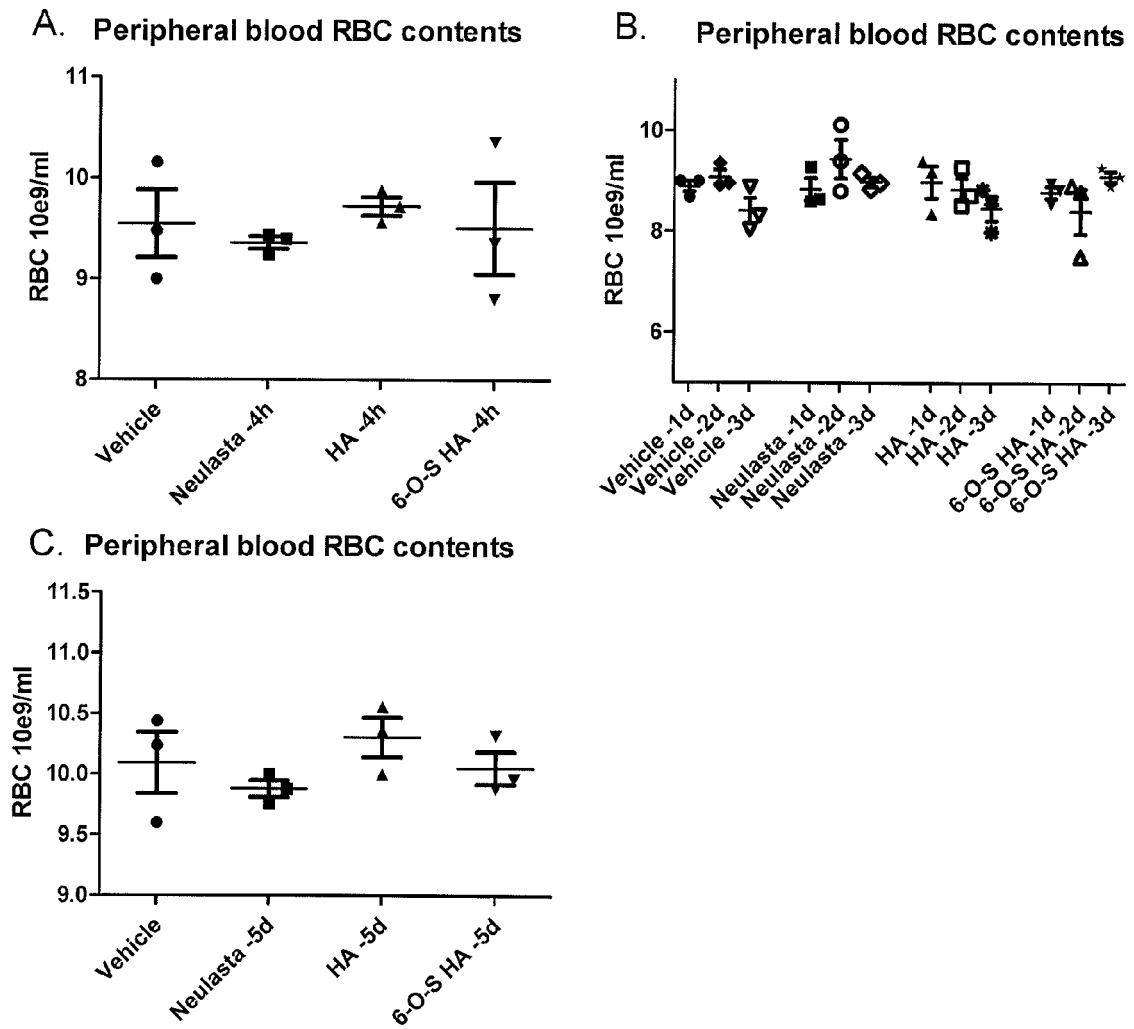 A. Peripheral blood RBC contents
RBC 10e9/ml
11
10
9
8
Vehicle
Neulasta -4h
HA -4h
6-O-S HA -4h
B. Peripheral blood RBC contents
RBC 10e9/ml
10
8
6
Vehicle -1d
Vehicle -2d
Vehicle -3d
Neulasta -1d
Neulasta -2d
Neulasta -3d
HA -1d
HA -2d
HA -3d
6-O-S HA -1d
6-O-S HA -2d
6-O-S HA -3d
C. Peripheral blood RBC contents
RBC 10e9/ml
11.5
11.0
10.5
10.0
9.5
9.0
Vehicle
Neulasta -5d
HA -5d
6-O-S HA -5d